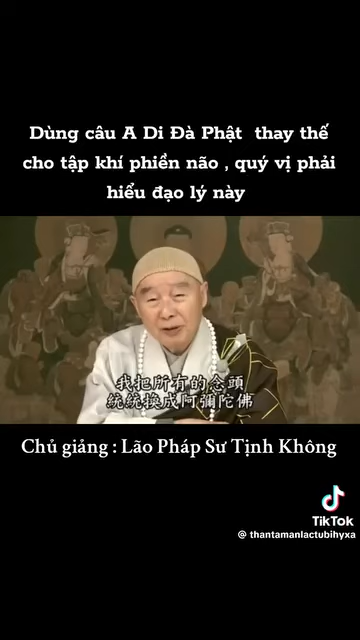 Dùng câu A Di Đà Phật thay thế
cho tập khí phiền não , quý vị phải
hiểu đạo lý này
我把所有的念頭
統統換成阿彌陀佛
Chủ giảng : Lão Pháp Sư Tịnh Không
TikTok
@ thantamanlactubihyxa